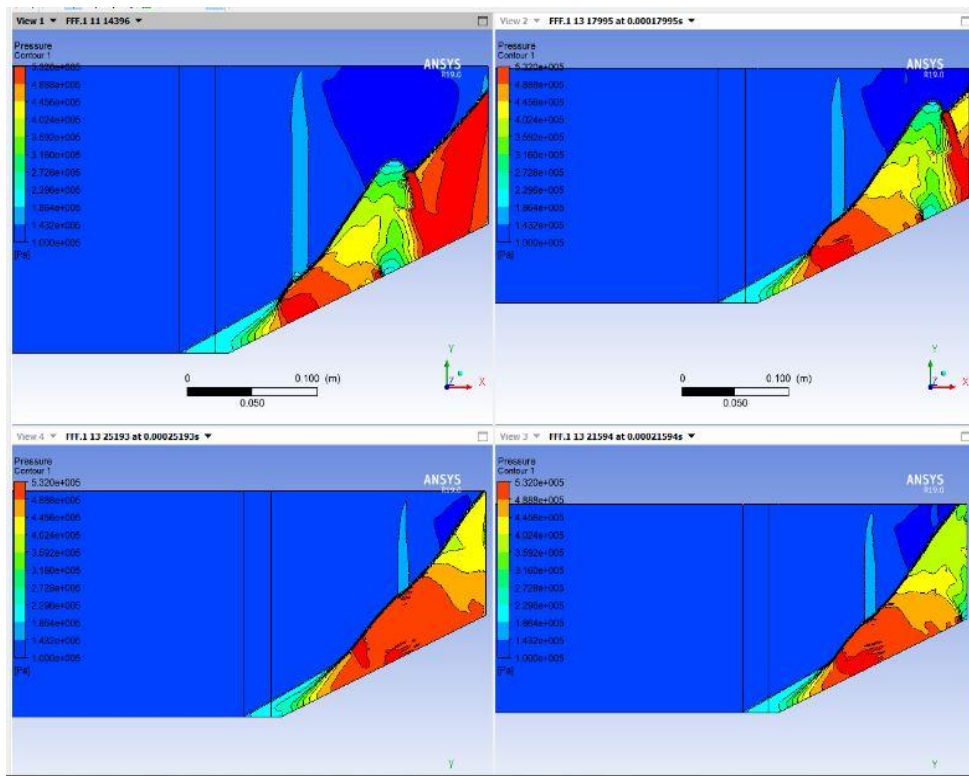 View 1 FFF.1 11 14396
Pressure
Contour 1
5.320e+005
4.888e+005
4.456e+005
4.024e+005
3.592e+005
3.160e+005
2.728e+005
2.296e+005
1.864e+005
1.432e+005
1.000e+005
[Pa]
ANSYS
R19.0
0 0.100 (m)
0.050
Y
Z X
View 2 FFF.1 13 17995 at 0.00017995s
Pressure
Contour 1
5.320e+005
4.888e+005
4.456e+005
4.024e+005
3.592e+005
3.160e+005
2.728e+005
2.296e+005
1.864e+005
1.432e+005
1.000e+005
[Pa]
ANSYS
R19.0
0 0.100 (m)
0.050
Y
Z X
View 4 FFF.1 13 25193 at 0.00025193s
Pressure
Contour 1
5.320e+005
4.888e+005
4.456e+005
4.024e+005
3.592e+005
3.160e+005
2.728e+005
2.296e+005
1.864e+005
1.432e+005
1.000e+005
[Pa]
ANSYS
R19.0
Y
View 3 FFF.1 13 21594 at 0.00021594s
Pressure
Contour 1
5.320e+005
4.888e+005
4.456e+005
4.024e+005
3.592e+005
3.160e+005
2.728e+005
2.296e+005
1.864e+005
1.432e+005
1.000e+005
[Pa]
ANSYS
R19.0
Y